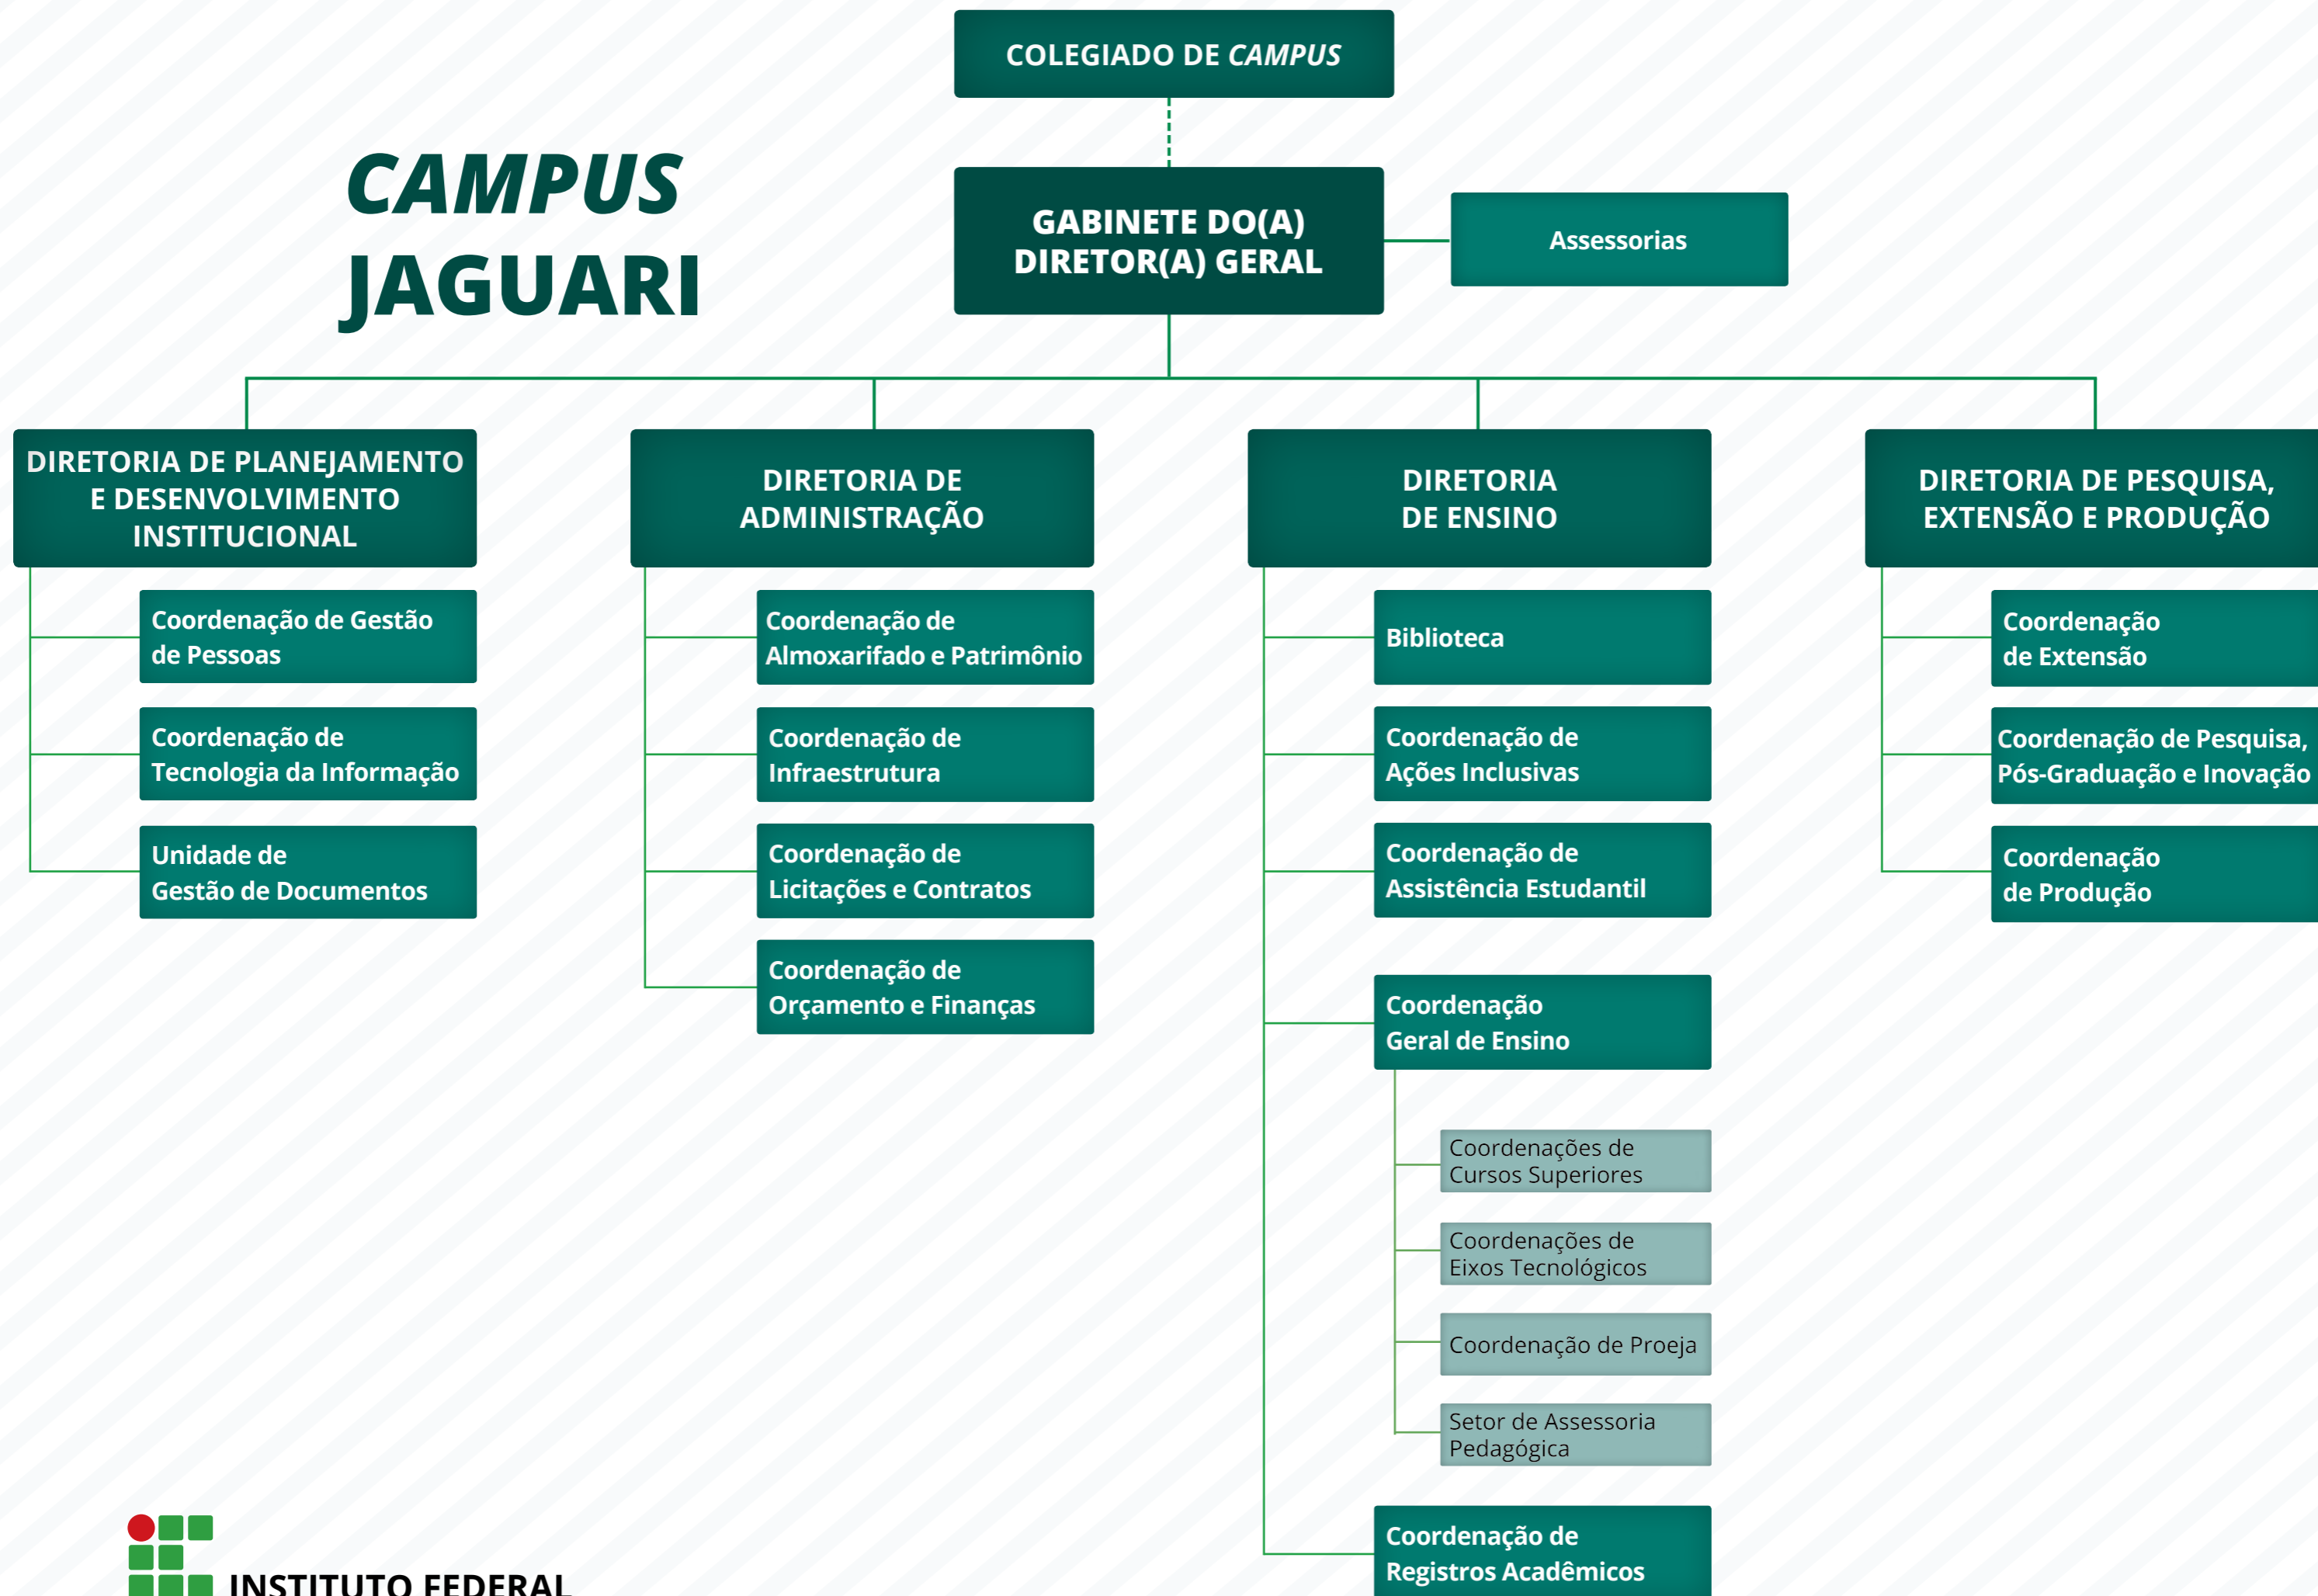 COLEGIADO DE CAMPUS
CAMPUS
JAGUARI
GABINETE DO(A)
DIRETOR(A) GERAL
Assessorias
DIRETORIA DE PLANEJAMENTO
E DESENVOLVIMENTO
INSTITUCIONAL
Coordenação de Gestão
de Pessoas
Coordenação de
Tecnologia da Informação
Unidade de
Gestão de Documentos
DIRETORIA DE
ADMINISTRAÇÃO
Coordenação de
Almoxarifado e Patrimônio
Coordenação de
Infraestrutura
Coordenação de
Licitações e Contratos
Coordenação de
Orçamento e Finanças
DIRETORIA
DE ENSINO
Biblioteca
Coordenação de
Ações Inclusivas
Coordenação de
Assistência Estudantil
Coordenação
Geral de Ensino
Coordenações de
Cursos Superiores
Coordenações de
Eixos Tecnológicos
Coordenação de Proeja
Setor de Assessoria
Pedagógica
Coordenação de
Registros Acadêmicos
DIRETORIA DE PESQUISA,
EXTENSÃO E PRODUÇÃO
Coordenação
de Extensão
Coordenação de Pesquisa,
Pós-Graduação e Inovação
Coordenação
de Produção
INSTITUTO FEDERAL